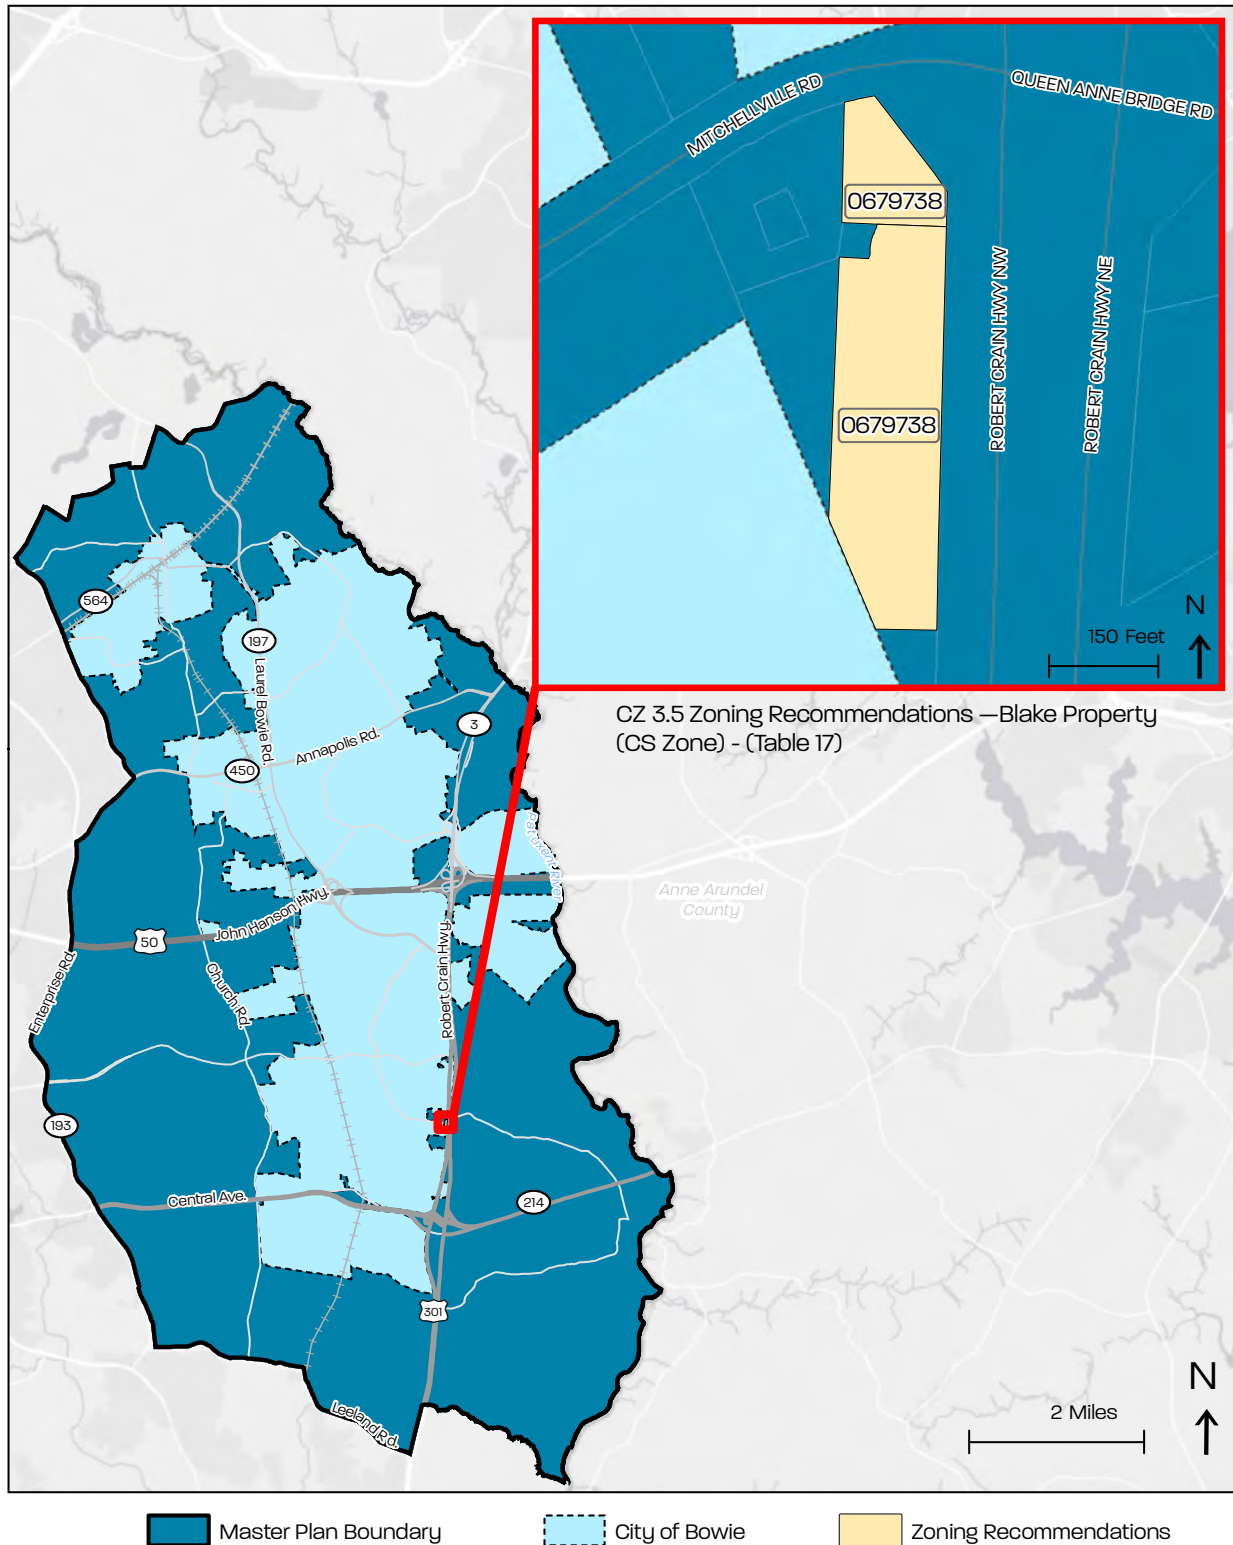 MITCHELLVILLE RD
QUEEN ANNE BRIDGE RD
0679738
ROBERT CRAIN HWY NW
ROBERT CRAIN HWY NE
0679738
N
150 Feet
CZ 3.5 Zoning Recommendations —Blake Property
(CS Zone) - (Table 17)
564
197
Laurel Bowie Rd.
3
Annapolis Rd.
450
Patuxent River
Anne Arundel
County
John Hanson Hwy.
50
Robert Crain Hwy.
Enterprise Rd.
Church Rd.
193
Central Ave.
214
301
Leeland Rd.
N
2 Miles
Master Plan Boundary
City of Bowie
Zoning Recommendations